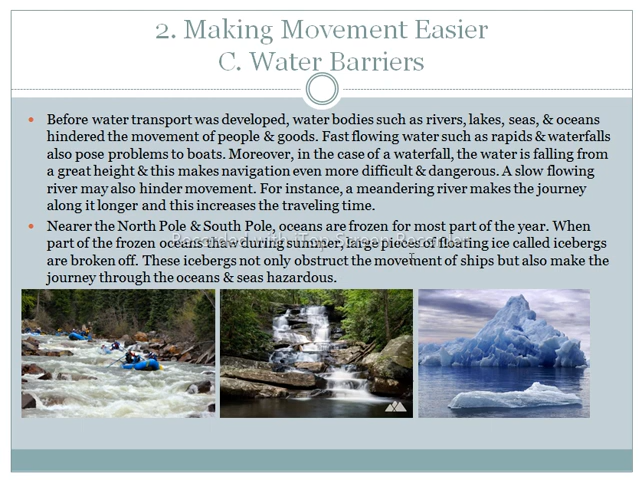 2. Making Movement Easier
C. Water Barriers
Before water transport was developed, water bodies such as rivers, lakes, seas, & oceans
hindered the movement of people & goods. Fast flowing water such as rapids & waterfalls
also pose problems to boats. Moreover, in the case of a waterfall, the water is falling from
a great height & this makes navigation even more difficult & dangerous. A slow flowing
river may also hinder movement. For instance, a meandering river makes the journey
along it longer and this increases the traveling time.
Nearer the North Pole & South Pole, oceans are frozen for most part of the year. When
Recorded with iTop Screen Recorder
part of the frozen oceans thaw during summer, large pieces of floating ice called icebergs
are broken off. These icebergs not only obstruct the movement of ships but also make the
journey through the oceans & seas hazardous.